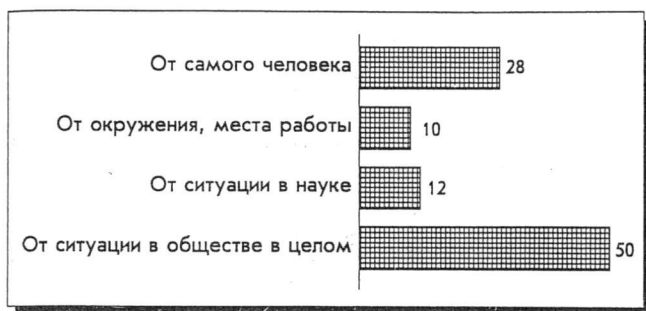 От самого человека 28
От окружения, места работы 10
От ситуации в науке 12
От ситуации в обществе в целом 50